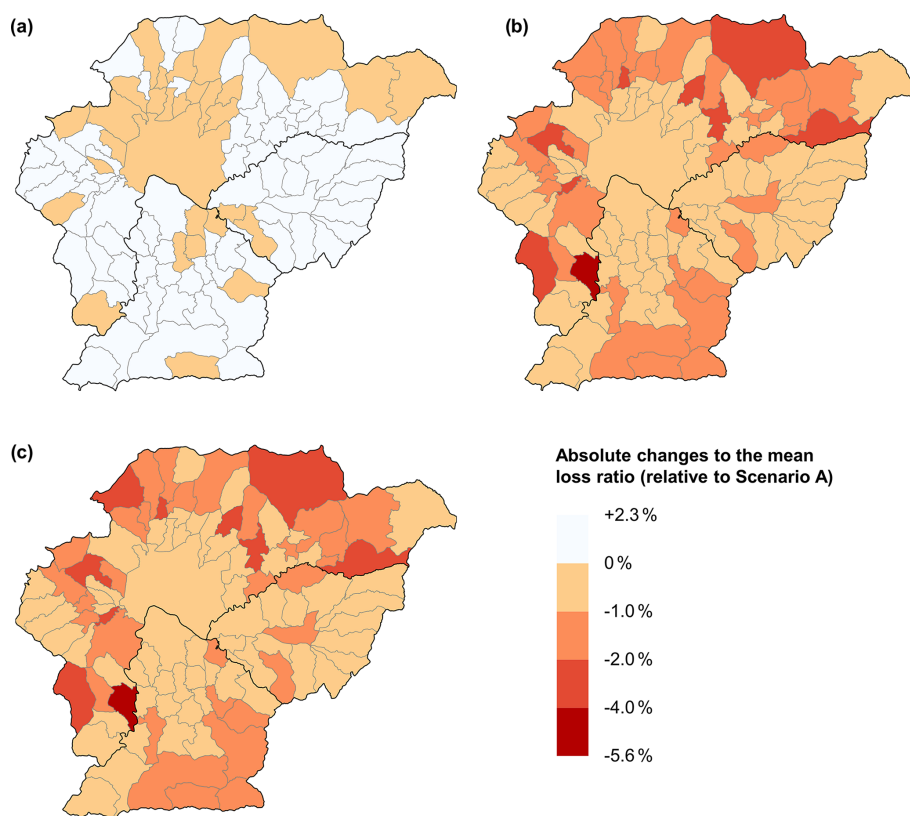 (a)
(b)
(c)
Absolute changes to the mean
loss ratio (relative to Scenario A)
+2.3 %
0 %
-1.0 %
-2.0 %
-4.0 %
-5.6 %